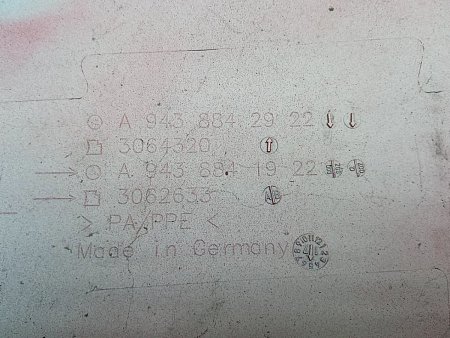 A 943 884 29 22
3064320
A 943 884 19 22
3062633
> PA/PPE <
Made in Germany